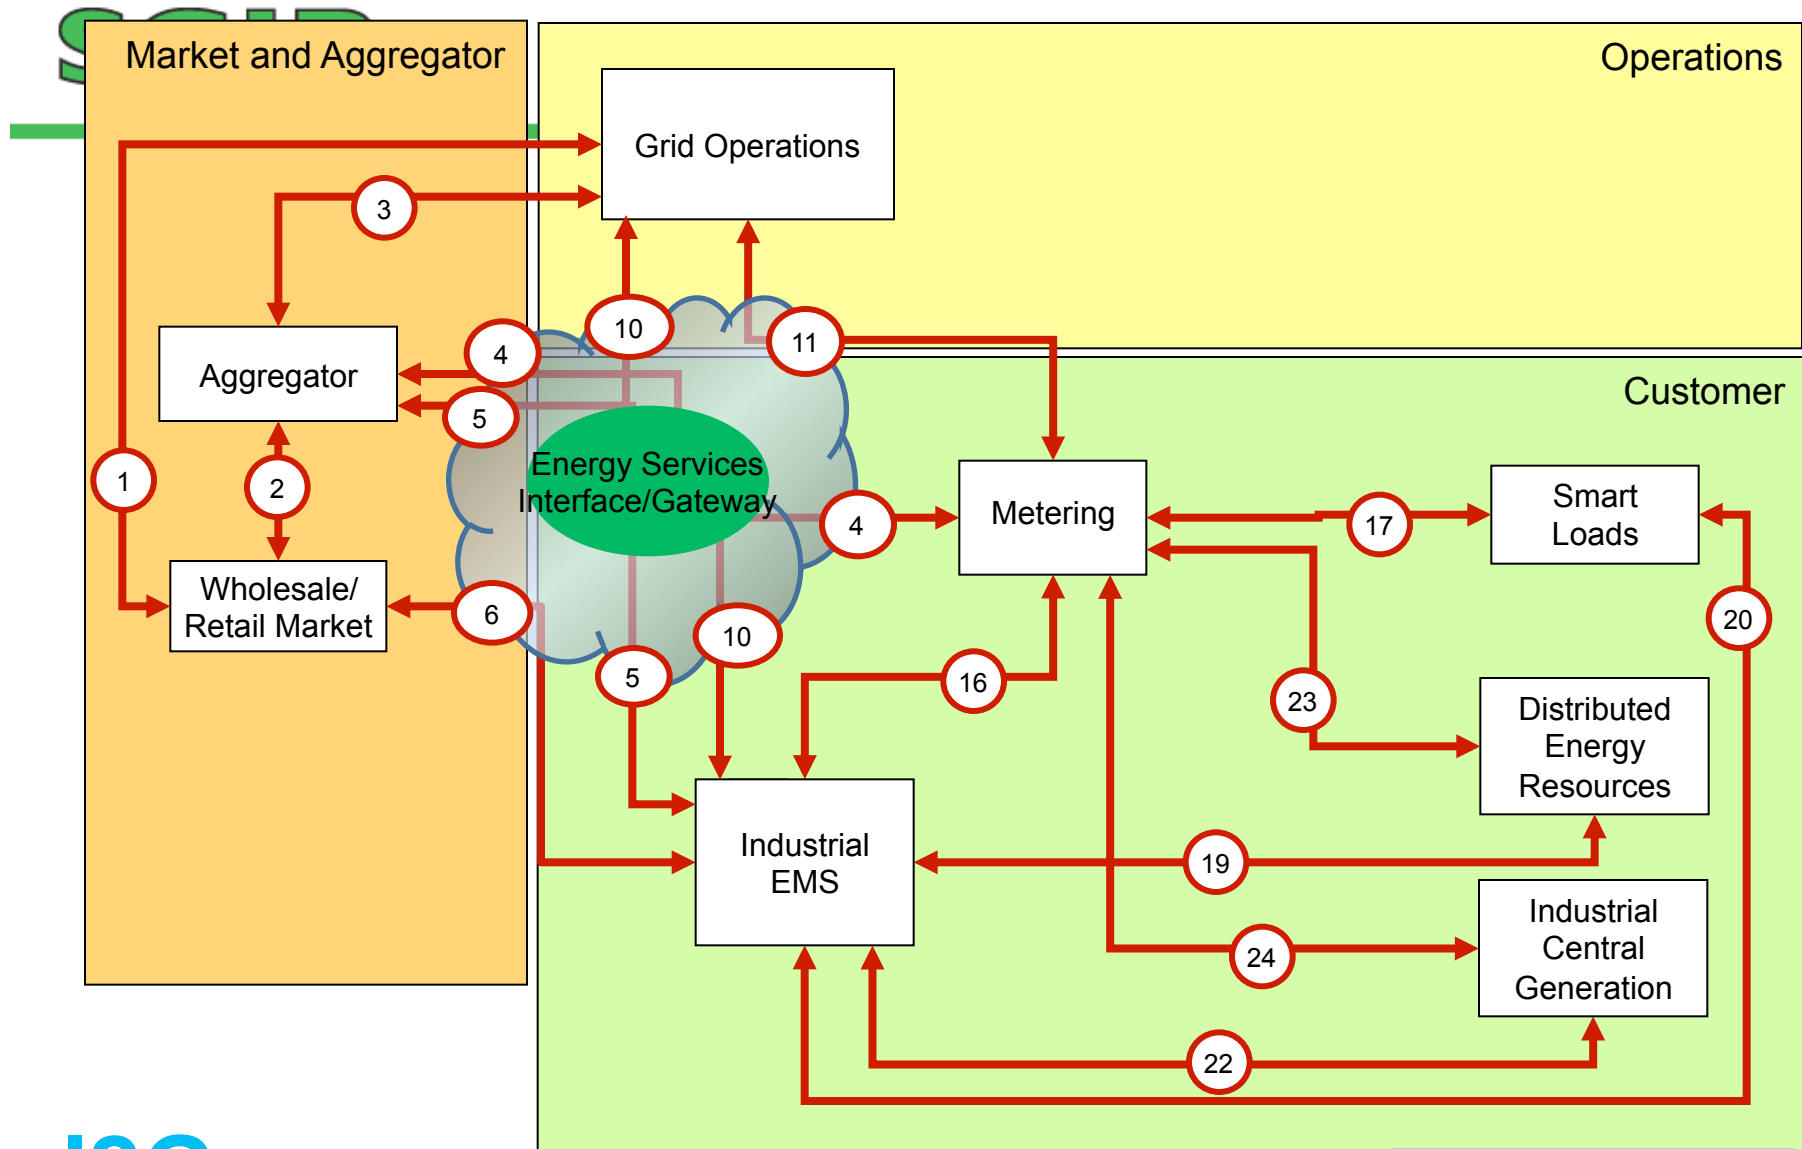 Market and Aggregator
Operations
Grid Operations
3
10
11
4
Aggregator
5
Customer
1
2
Energy Services
Interface/Gateway
4
Metering
17
Smart
Loads
Wholesale/
Retail Market
6
10
5
16
20
23
Distributed
Energy
Resources
Industrial
EMS
19
24
Industrial
Central
Generation
22